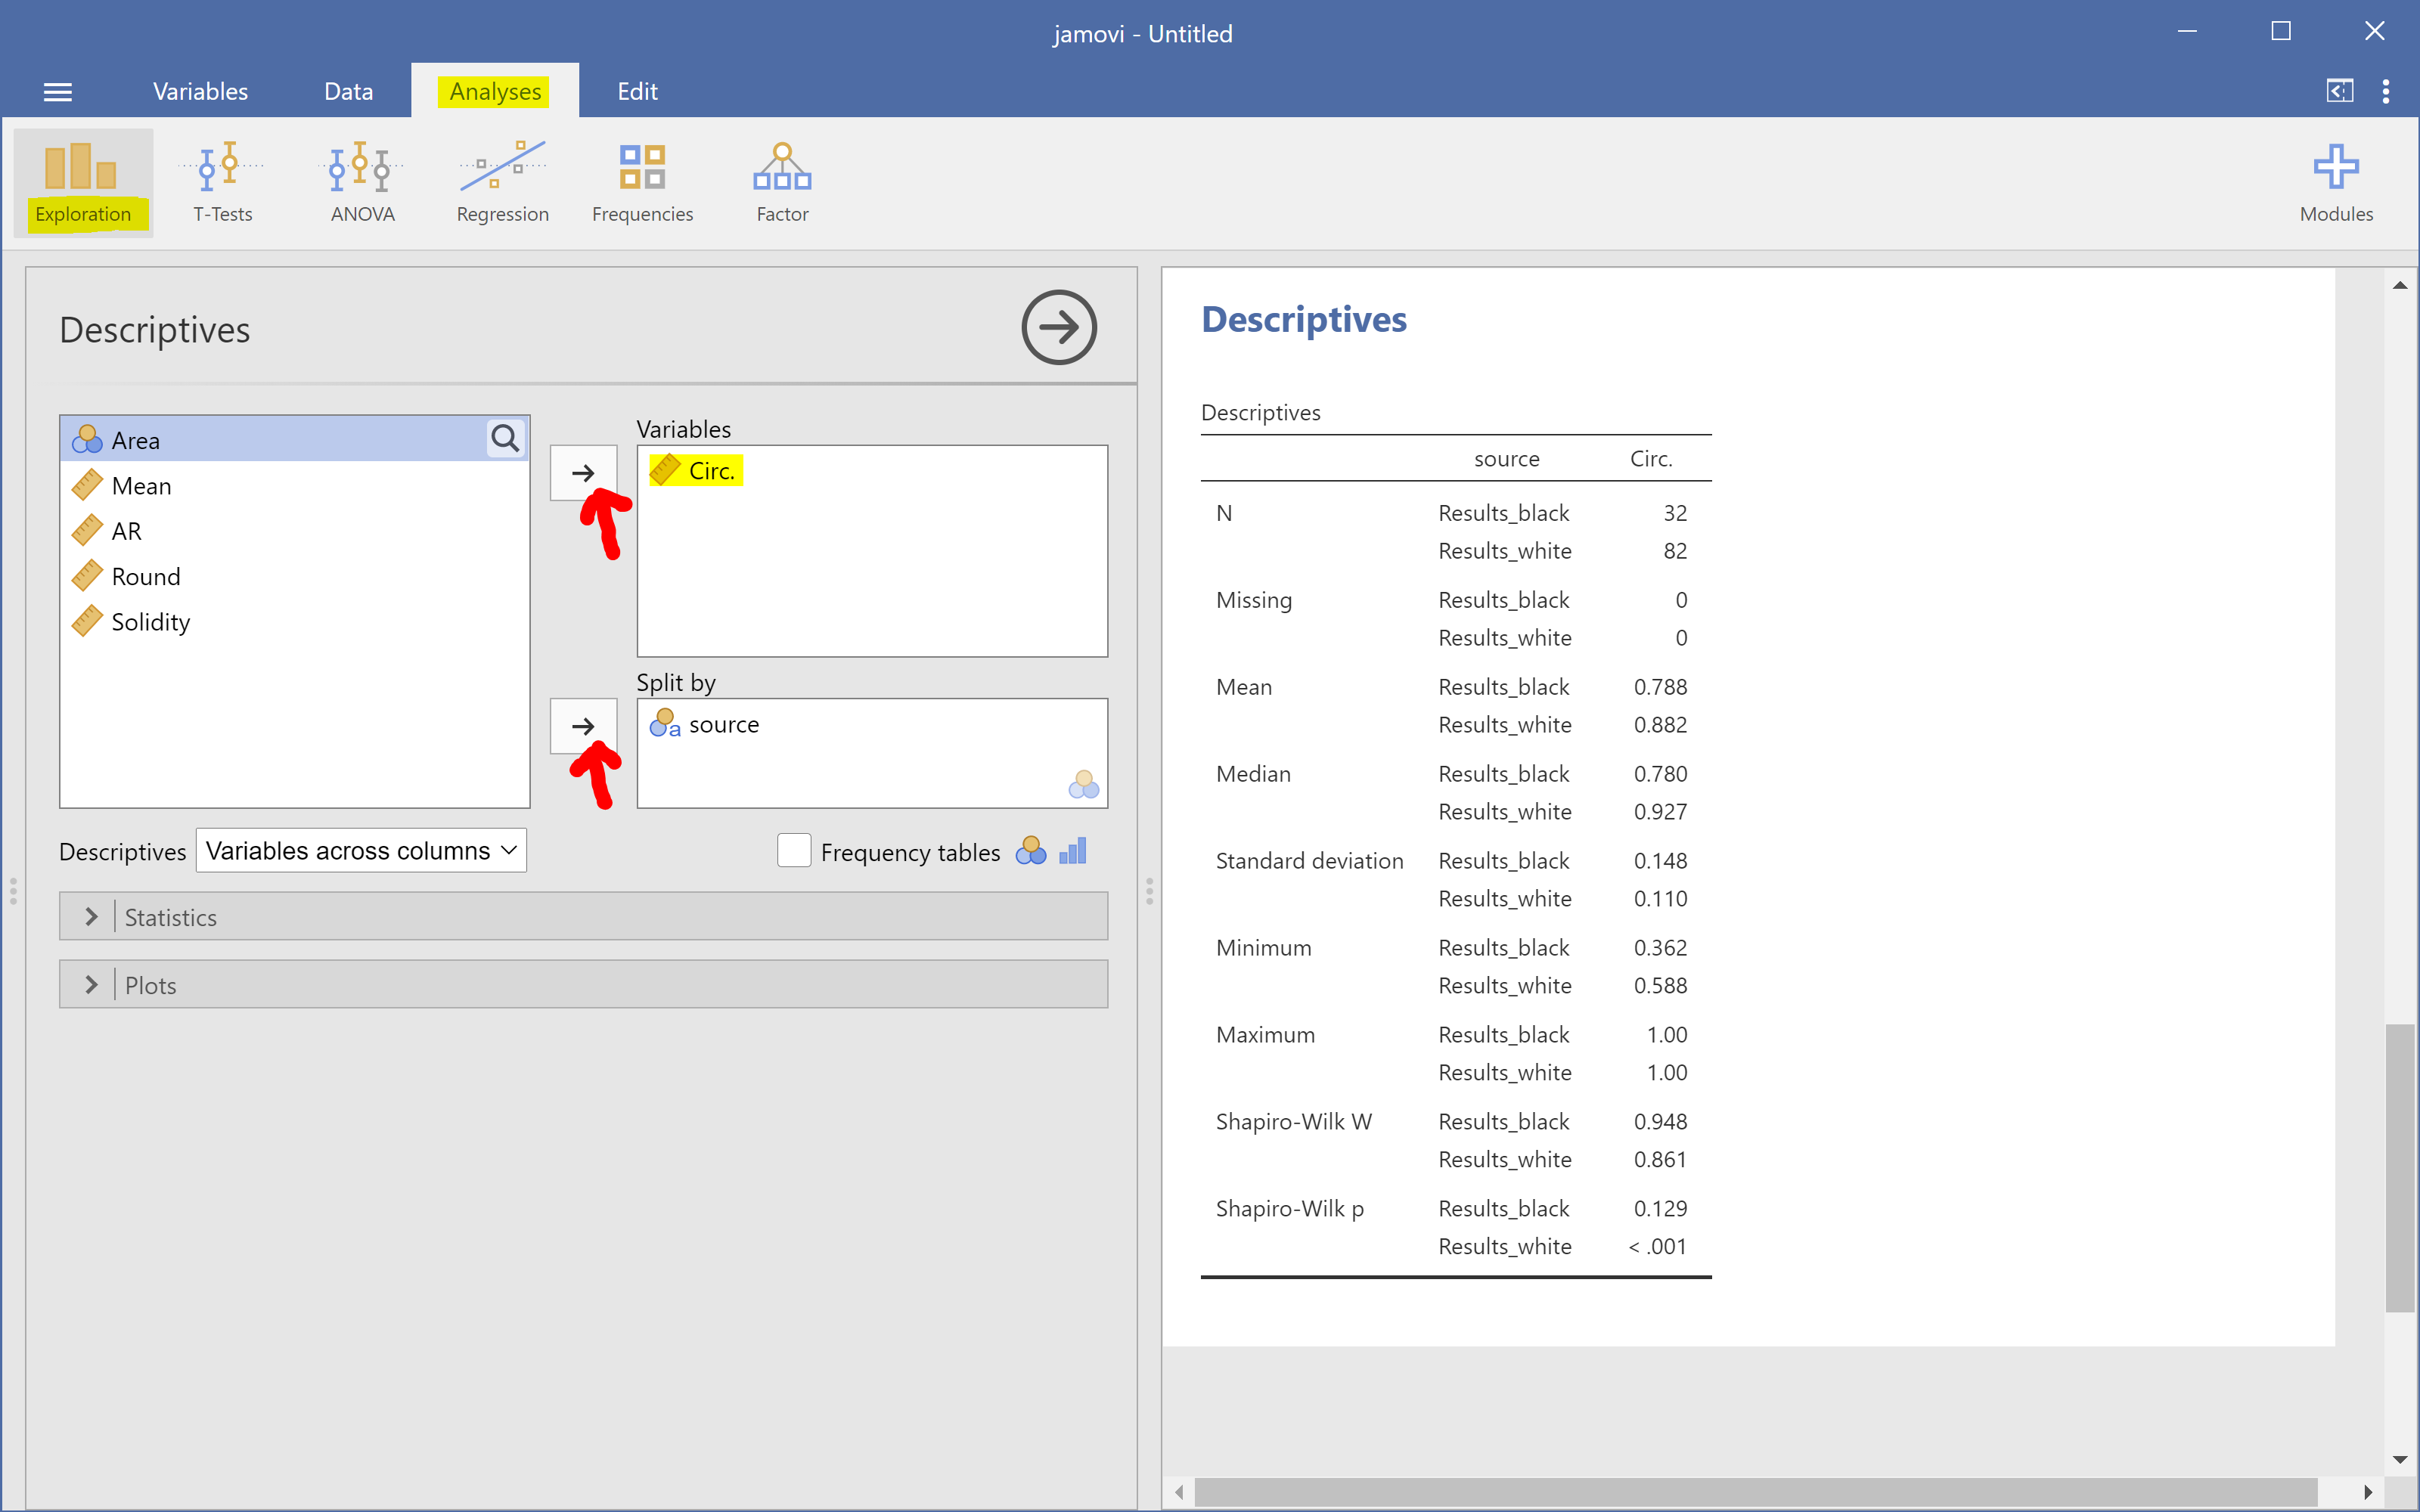 jamovi - Untitled
Variables Data Analyses Edit
Exploration T-Tests ANOVA Regression Frequencies Factor Modules
Descriptives
Area
Mean
AR
Round
Solidity
Variables
Circ.
Split by
a source
Descriptives Variables across columns Frequency tables
Statistics
Plots
Descriptives
Descriptives
source Circ.
N Results_black 32
Results_white 82
Missing Results_black 0
Results_white 0
Mean Results_black 0.788
Results_white 0.882
Median Results_black 0.780
Results_white 0.927
Standard deviation Results_black 0.148
Results_white 0.110
Minimum Results_black 0.362
Results_white 0.588
Maximum Results_black 1.00
Results_white 1.00
Shapiro-Wilk W Results_black 0.948
Results_white 0.861
Shapiro-Wilk p Results_black 0.129
Results_white < .001